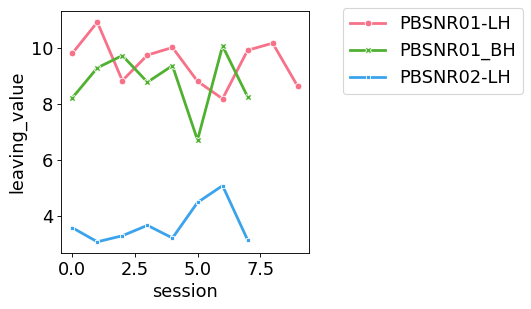 PBSNR01-LH
PBSNR01_BH
PBSNR02-LH
leaving_value
10
8
6
4
0.0 2.5 5.0 7.5
session